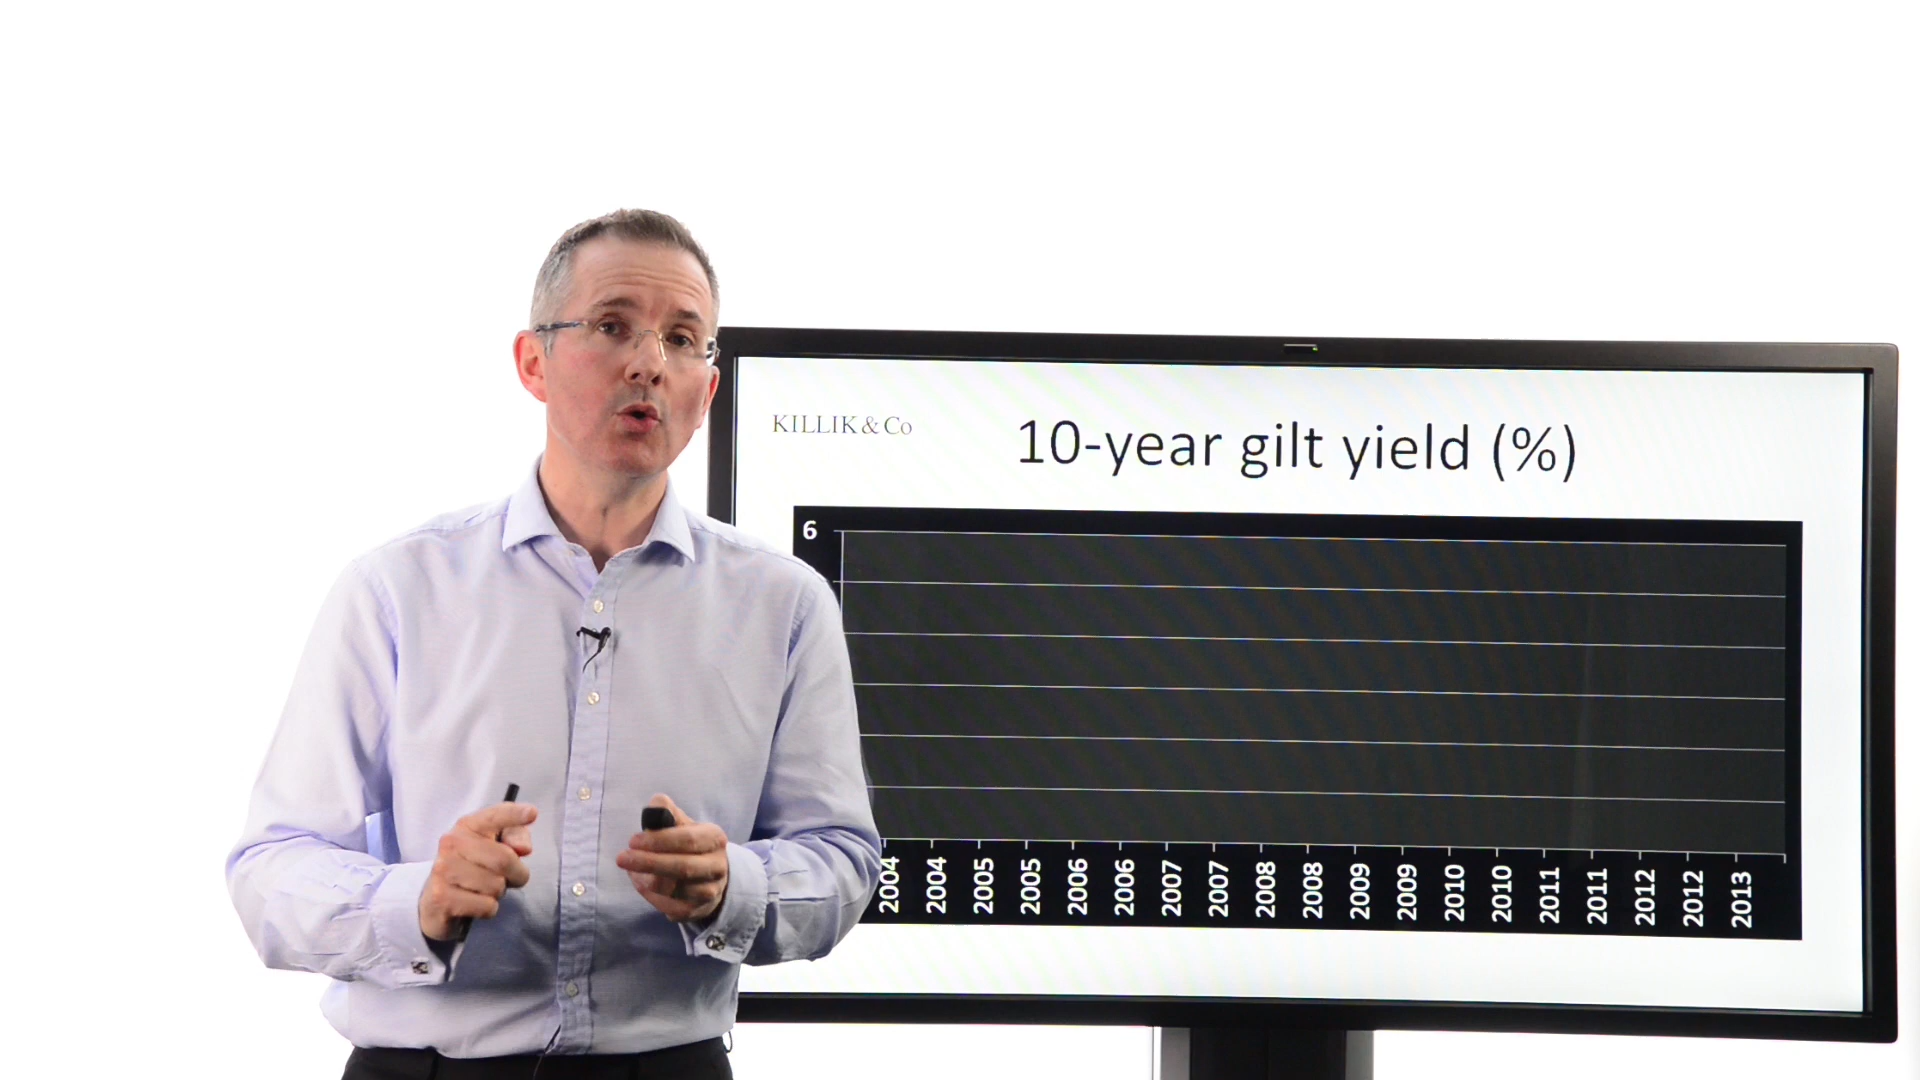 KILLIK & Co
10-year gilt yield (%)
6
2004 2004 2005 2005 2006 2006 2007 2007 2008 2008 2009 2009 2010 2010 2011 2011 2012 2012 2013